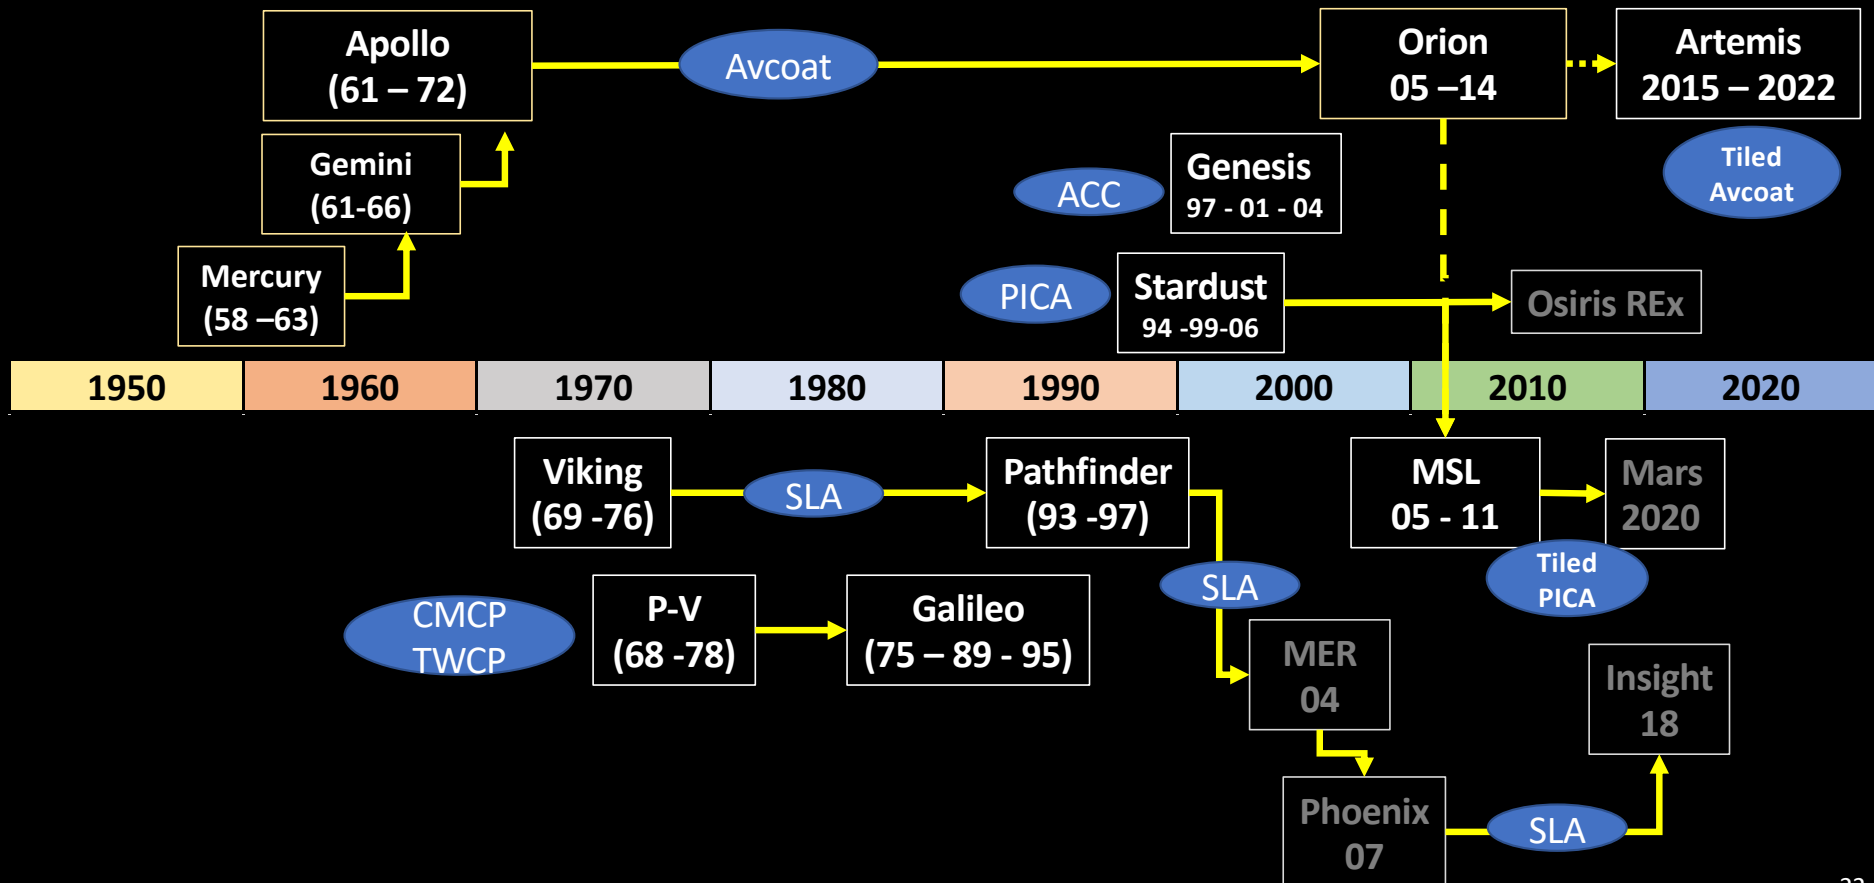 Apollo
(61 – 72)
Avcoat
Orion
05 –14
Artemis
2015 – 2022
Gemini
(61-66)
Tiled
Avcoat
ACC
Genesis
97 - 01 - 04
Mercury
(58 –63)
PICA
Stardust
94 -99-06
Osiris REx
1950
1960
1970
1980
1990
2000
2010
2020
Viking
(69 -76)
SLA
Pathfinder
(93 -97)
MSL
05 - 11
Mars
2020
Tiled
PICA
CMCP
TWCP
P-V
(68 -78)
Galileo
(75 – 89 - 95)
SLA
MER
04
Insight
18
Phoenix
07
SLA